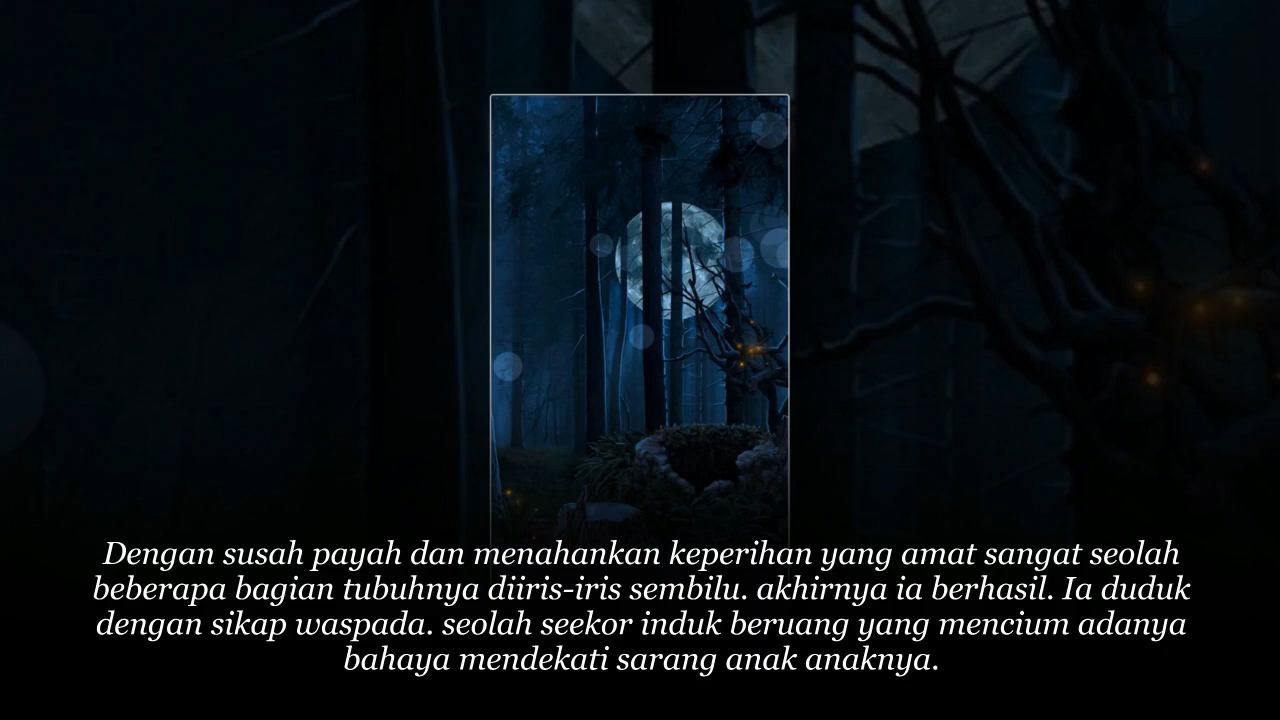 Dengan susah payah dan menahankan keperihan yang amat sangat seolah
beberapa bagian tubuhnya diiris-iris sembilu. akhirnya ia berhasil. Ia duduk
dengan sikap waspada. seolah seekor induk beruang yang mencium adanya
bahaya mendekati sarang anak anaknya.